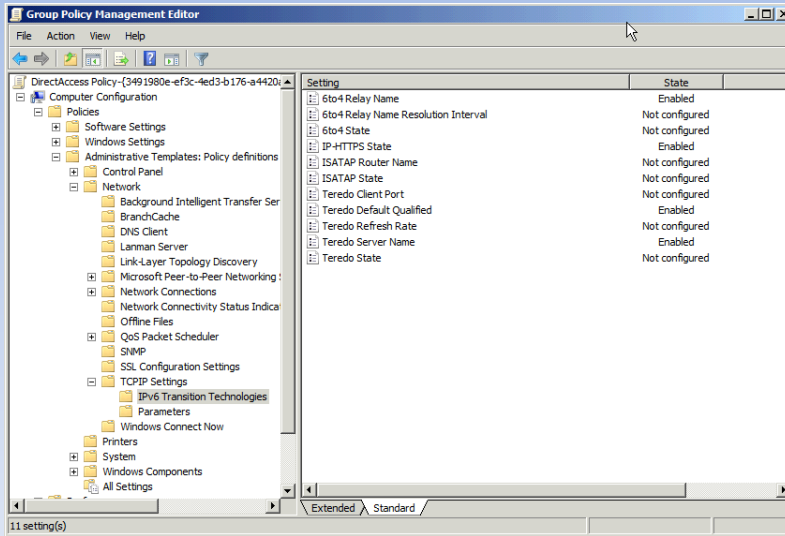 Group Policy Management Editor
File Action View Help
DirectAccess Policy-{3491980e-ef3c-4ed3-b176-a4420a
Computer Configuration
Policies
Software Settings
Windows Settings
Administrative Templates: Policy definitions
Control Panel
Network
Background Intelligent Transfer Ser
BranchCache
DNS Client
Lanman Server
Link-Layer Topology Discovery
Microsoft Peer-to-Peer Networking S
Network Connections
Network Connectivity Status Indica
Offline Files
QoS Packet Scheduler
SNMP
SSL Configuration Settings
TCPIP Settings
IPv6 Transition Technologies
Parameters
Windows Connect Now
Printers
System
Windows Components
All Settings
Setting State
6to4 Relay Name Enabled
6to4 Relay Name Resolution Interval Not configured
6to4 State Not configured
IP-HTTPS State Enabled
ISATAP Router Name Not configured
ISATAP State Not configured
Teredo Client Port Not configured
Teredo Default Qualified Enabled
Teredo Refresh Rate Not configured
Teredo Server Name Enabled
Teredo State Not configured
Extended Standard
11 setting(s)